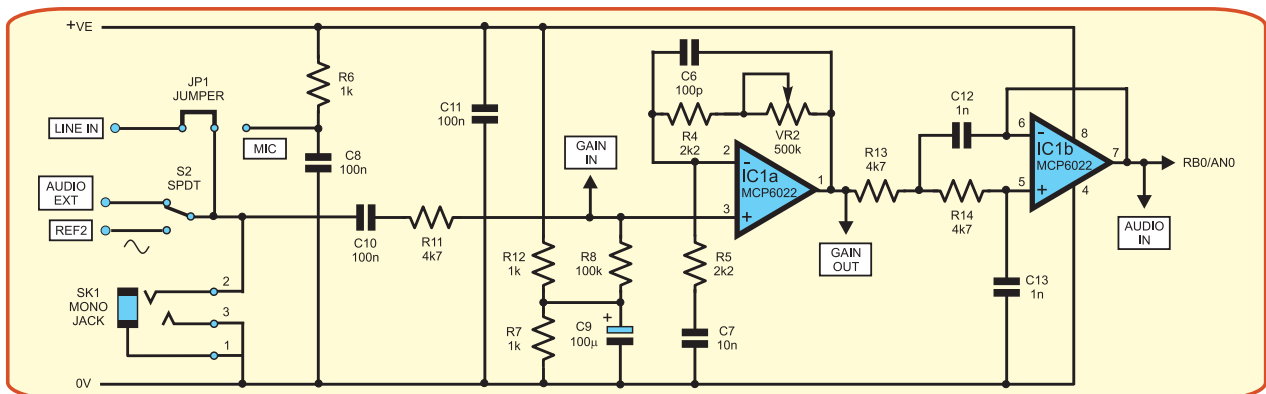 +VE
JP1
JUMPER
LINE IN
MIC
R6
1k
C8
100n
C11
100n
S2
SPDT
AUDIO
EXT
REF2
SK1
MONO
JACK
2
3
1
0V
C10
100n
R11
4k7
GAIN
IN
R12
1k
R8
100k
R7
1k
+
C9
100µ
C6
100p
R4
2k2
VR2
500k
2
-
IC1a
MCP6022
3
+
1
R5
2k2
C7
10n
GAIN
OUT
R13
4k7
C12
1n
R14
4k7
C13
1n
6
-
8
IC1b
MCP6022
7
5
+
4
RB0/AN0
AUDIO
IN